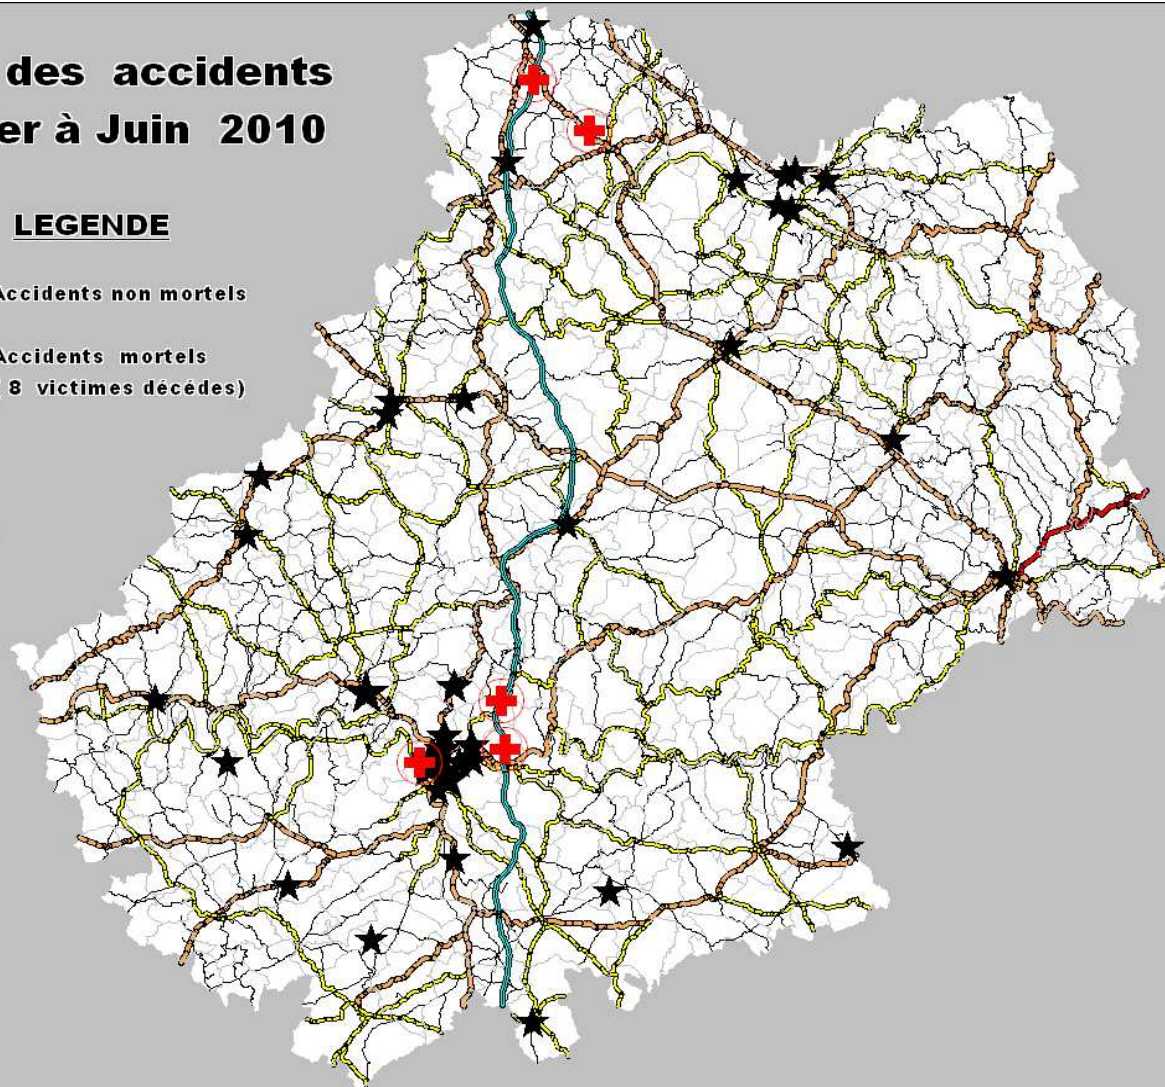 des accidents
er à Juin 2010
LEGENDE
Accidents non mortels
Accidents mortels
8 victimes décédes)